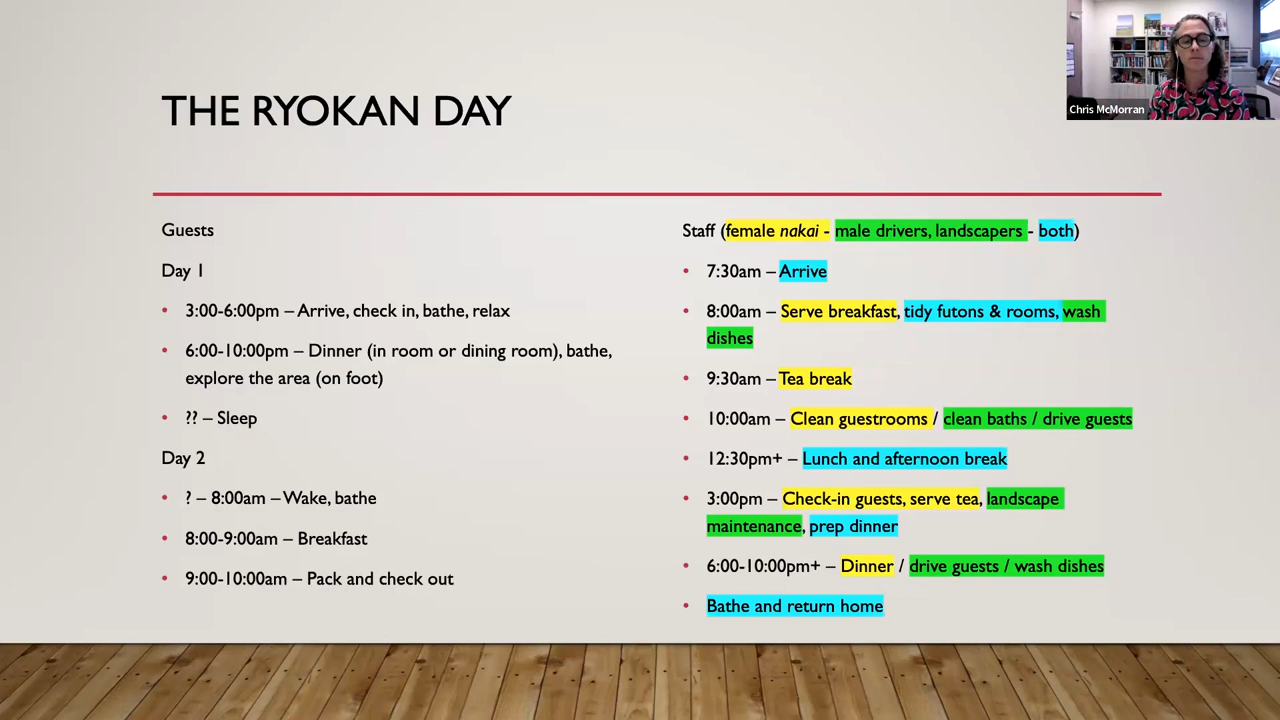 THE RYOKAN DAY
Chris McMorran
Guests
Day 1
• 3:00-6:00pm – Arrive, check in, bathe, relax
• 6:00-10:00pm – Dinner (in room or dining room), bathe,
explore the area (on foot)
• ?? – Sleep
Day 2
• ? – 8:00am – Wake, bathe
• 8:00-9:00am – Breakfast
• 9:00-10:00am – Pack and check out
Staff (female nakai - male drivers, landscapers - both)
• 7:30am – Arrive
• 8:00am – Serve breakfast, tidy futons & rooms, wash
dishes
• 9:30am – Tea break
• 10:00am – Clean guestrooms / clean baths / drive guests
• 12:30pm+ – Lunch and afternoon break
• 3:00pm – Check-in guests, serve tea, landscape
maintenance, prep dinner
• 6:00-10:00pm+ – Dinner / drive guests / wash dishes
• Bathe and return home